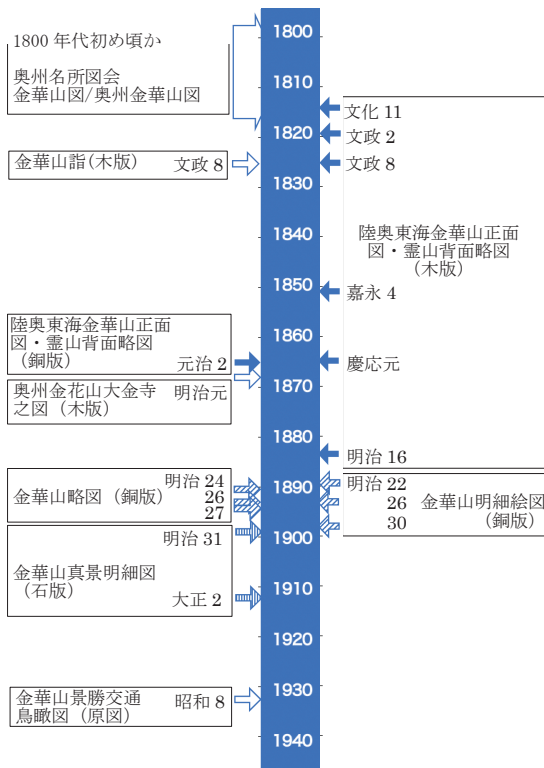 1800 年代初め頃か
奥州名所図会
金華山図/奥州金華山図
金華山詣(木版) 文政 8
陸奥東海金華山正面
図・霊山背面略図
(銅版) 元治 2
奥州金花山大金寺 明治元
之図(木版)
明治 24
金華山略図(銅版) 26
27
明治 31
金華山真景明細図
(石版)
大正 2
金華山景勝交通 昭和 8
鳥瞰図(原図)
1800
1810
1820
1830
1840
1850
1860
1870
1880
1890
1900
1910
1920
1930
1940
文化 11
文政 2
文政 8
陸奥東海金華山正面
図・霊山背面略図
(木版)
嘉永 4
慶応元
明治 16
明治 22
26 金華山明細絵図
30 (銅版)